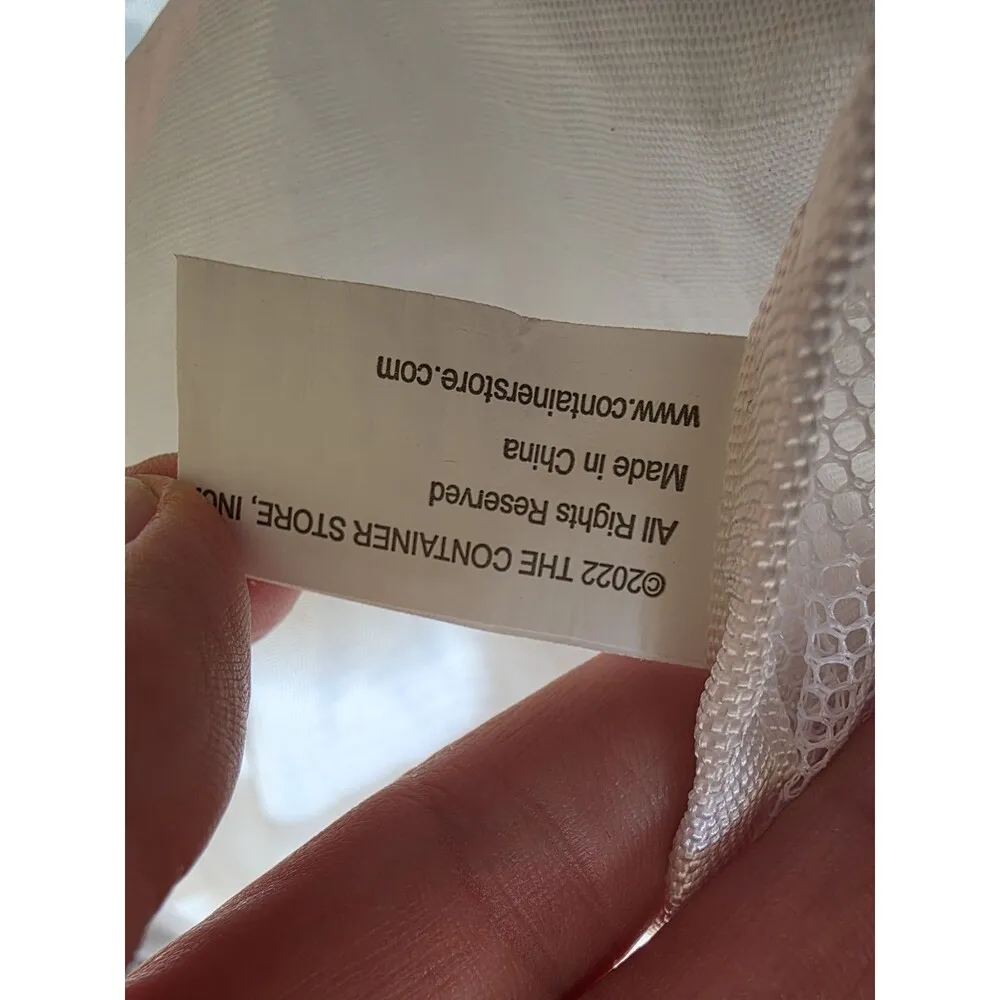 ©2022 THE CONTAINER STORE, INC.
All Rights Reserved
Made in China
www.containerstore.com